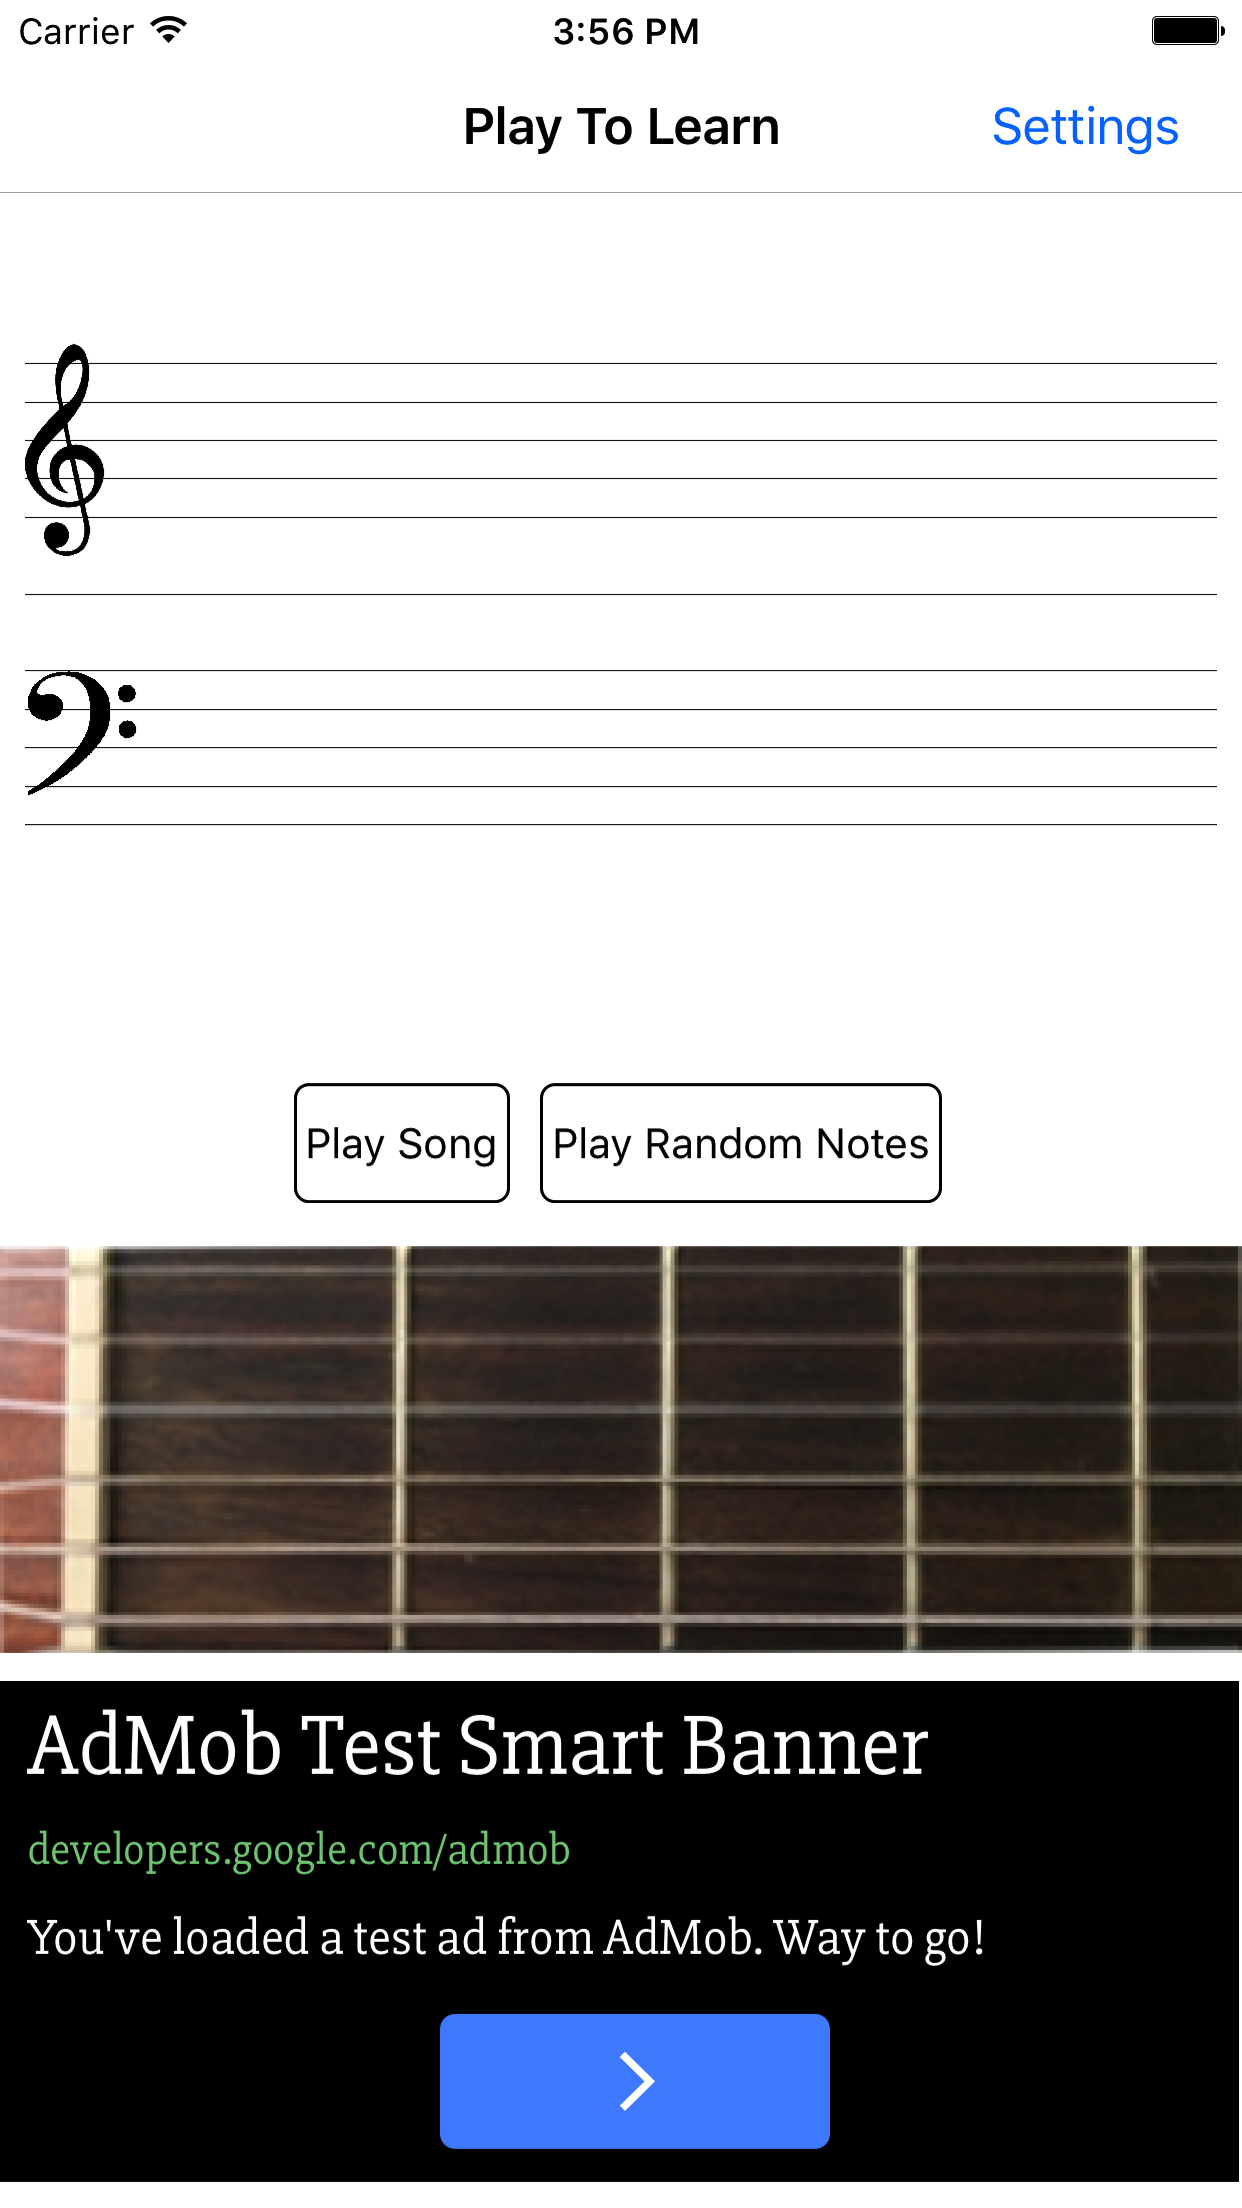 Carrier 3:56 PM
Play To Learn Settings
Play Song Play Random Notes
AdMob Test Smart Banner
developers.google.com/admob
You've loaded a test ad from AdMob. Way to go!